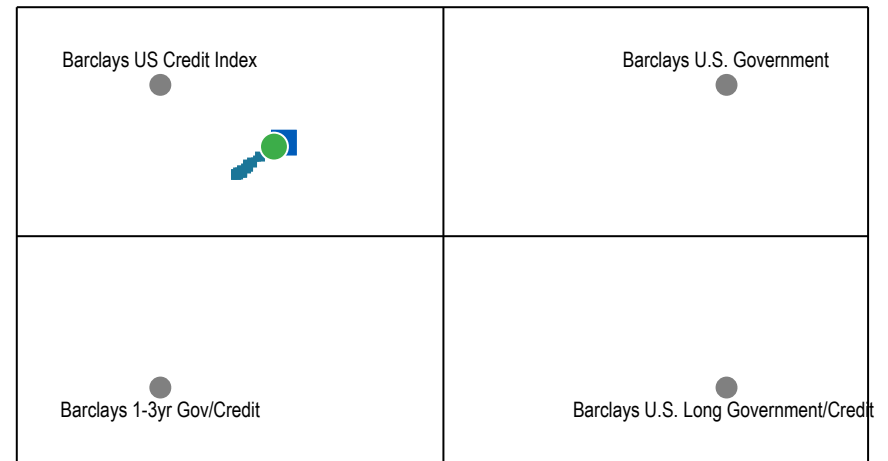 Barclays US Credit Index
Barclays U.S. Government
Barclays 1-3yr Gov/Credit
Barclays U.S. Long Government/Credit